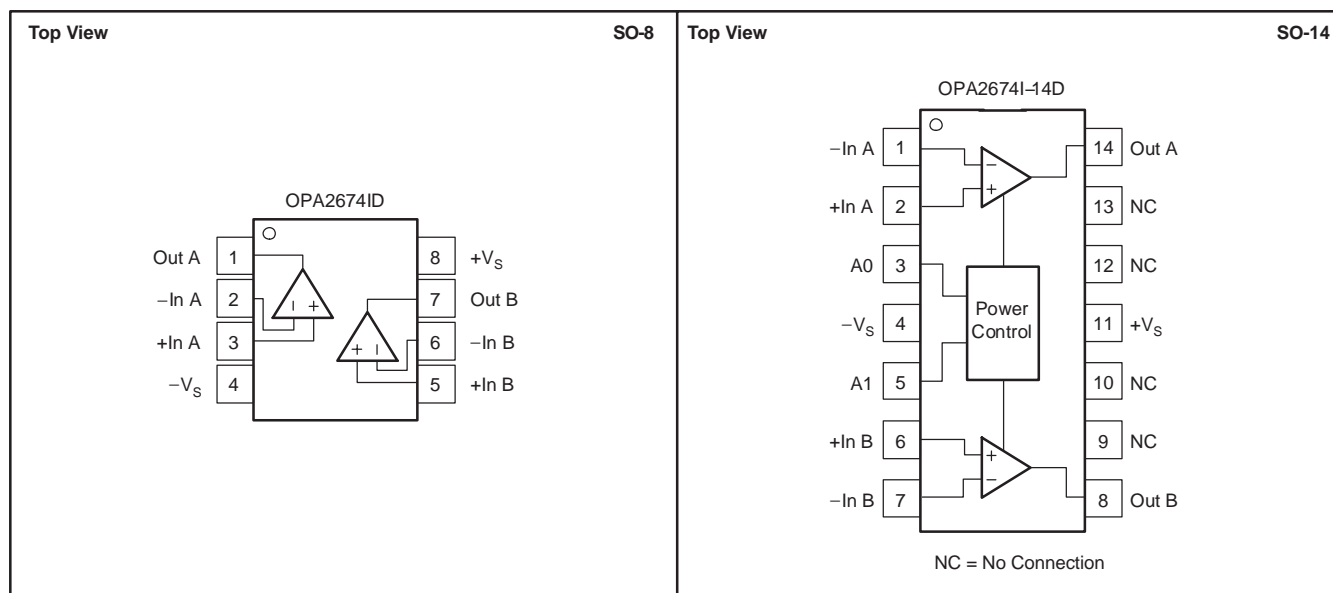 Top View SO-8
OPA2674ID
Out A 1 8 +VS
−In A 2 7 Out B
+In A 3 6 −In B
−VS 4 5 +In B
− +
+ −
Top View SO-14
OPA2674I–14D
−In A 1 14 Out A
+In A 2 13 NC
A0 3 12 NC
−VS 4 11 +VS
A1 5 10 NC
+In B 6 9 NC
−In B 7 8 Out B
−
+
Power
Control
+
−
NC = No Connection